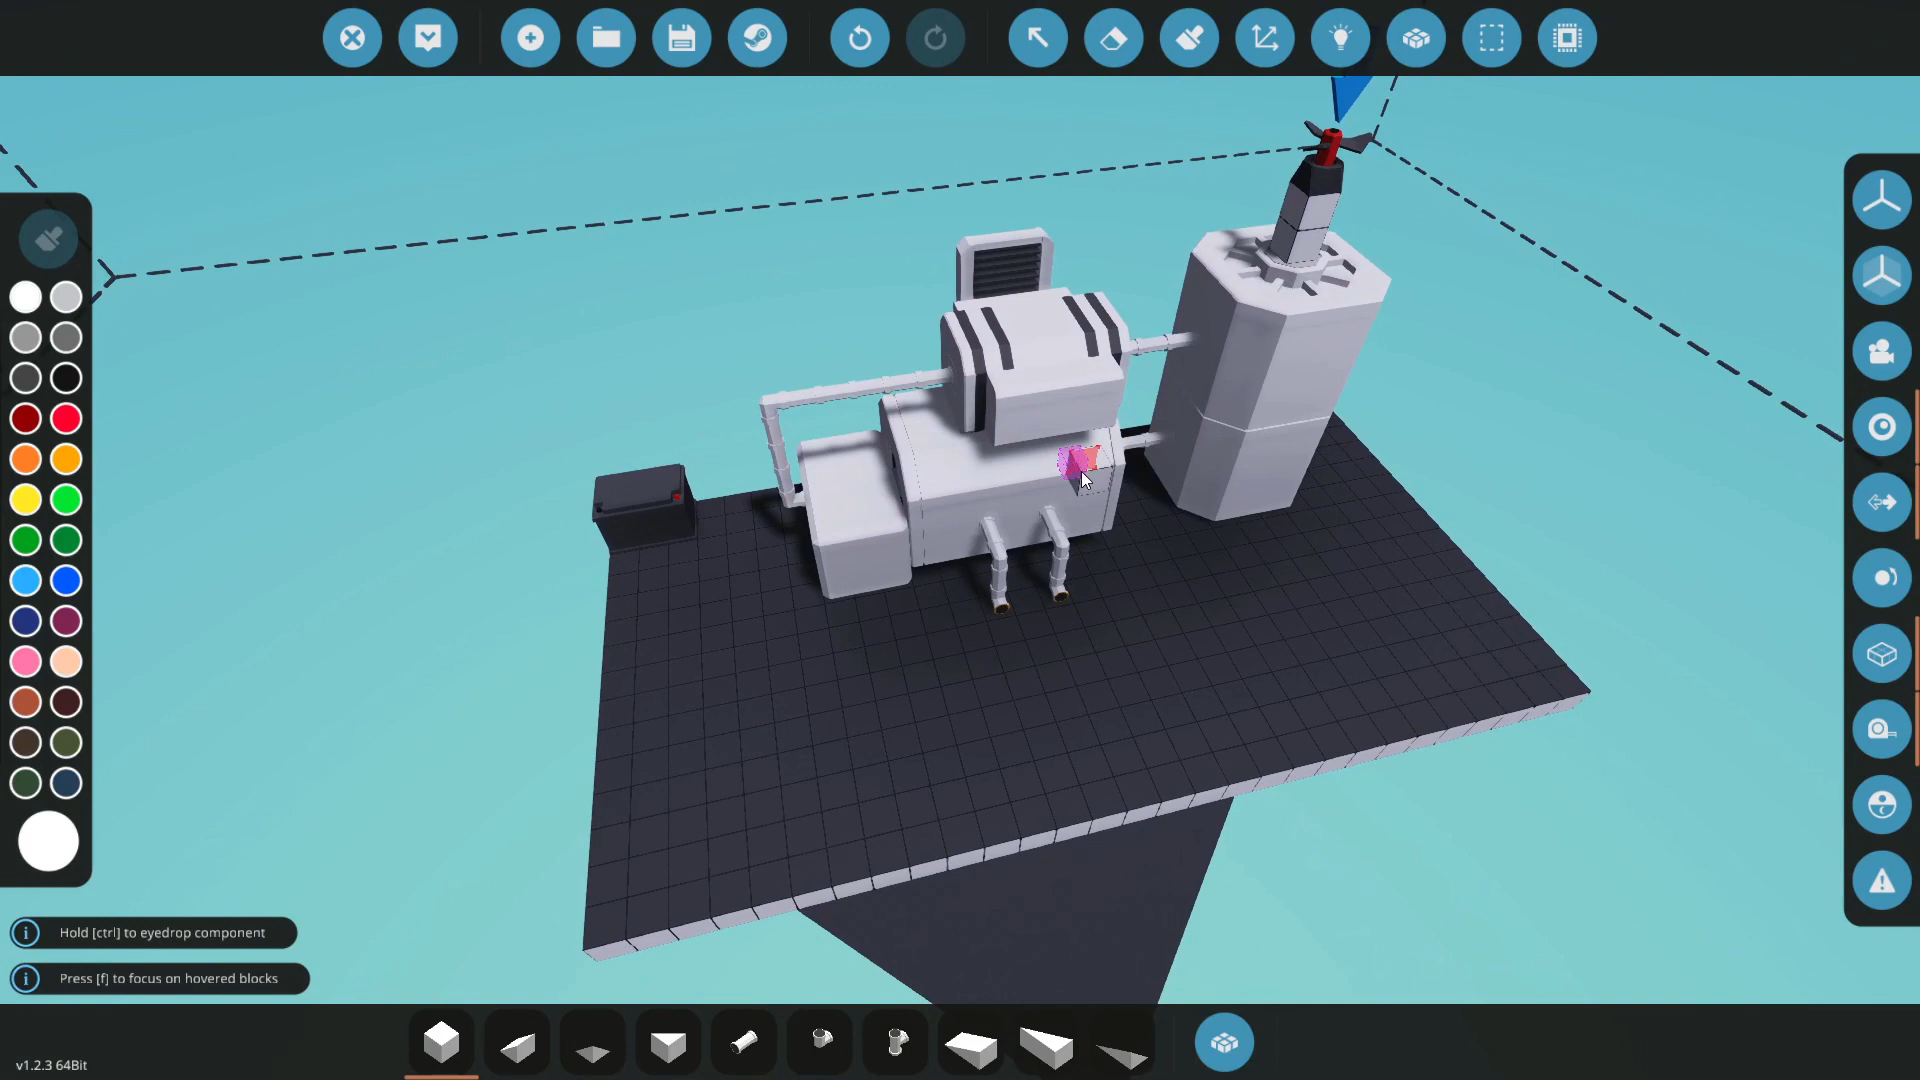 Hold [ctrl] to eyedrop component
Press [f] to focus on hovered blocks
v1.2.3 64Bit